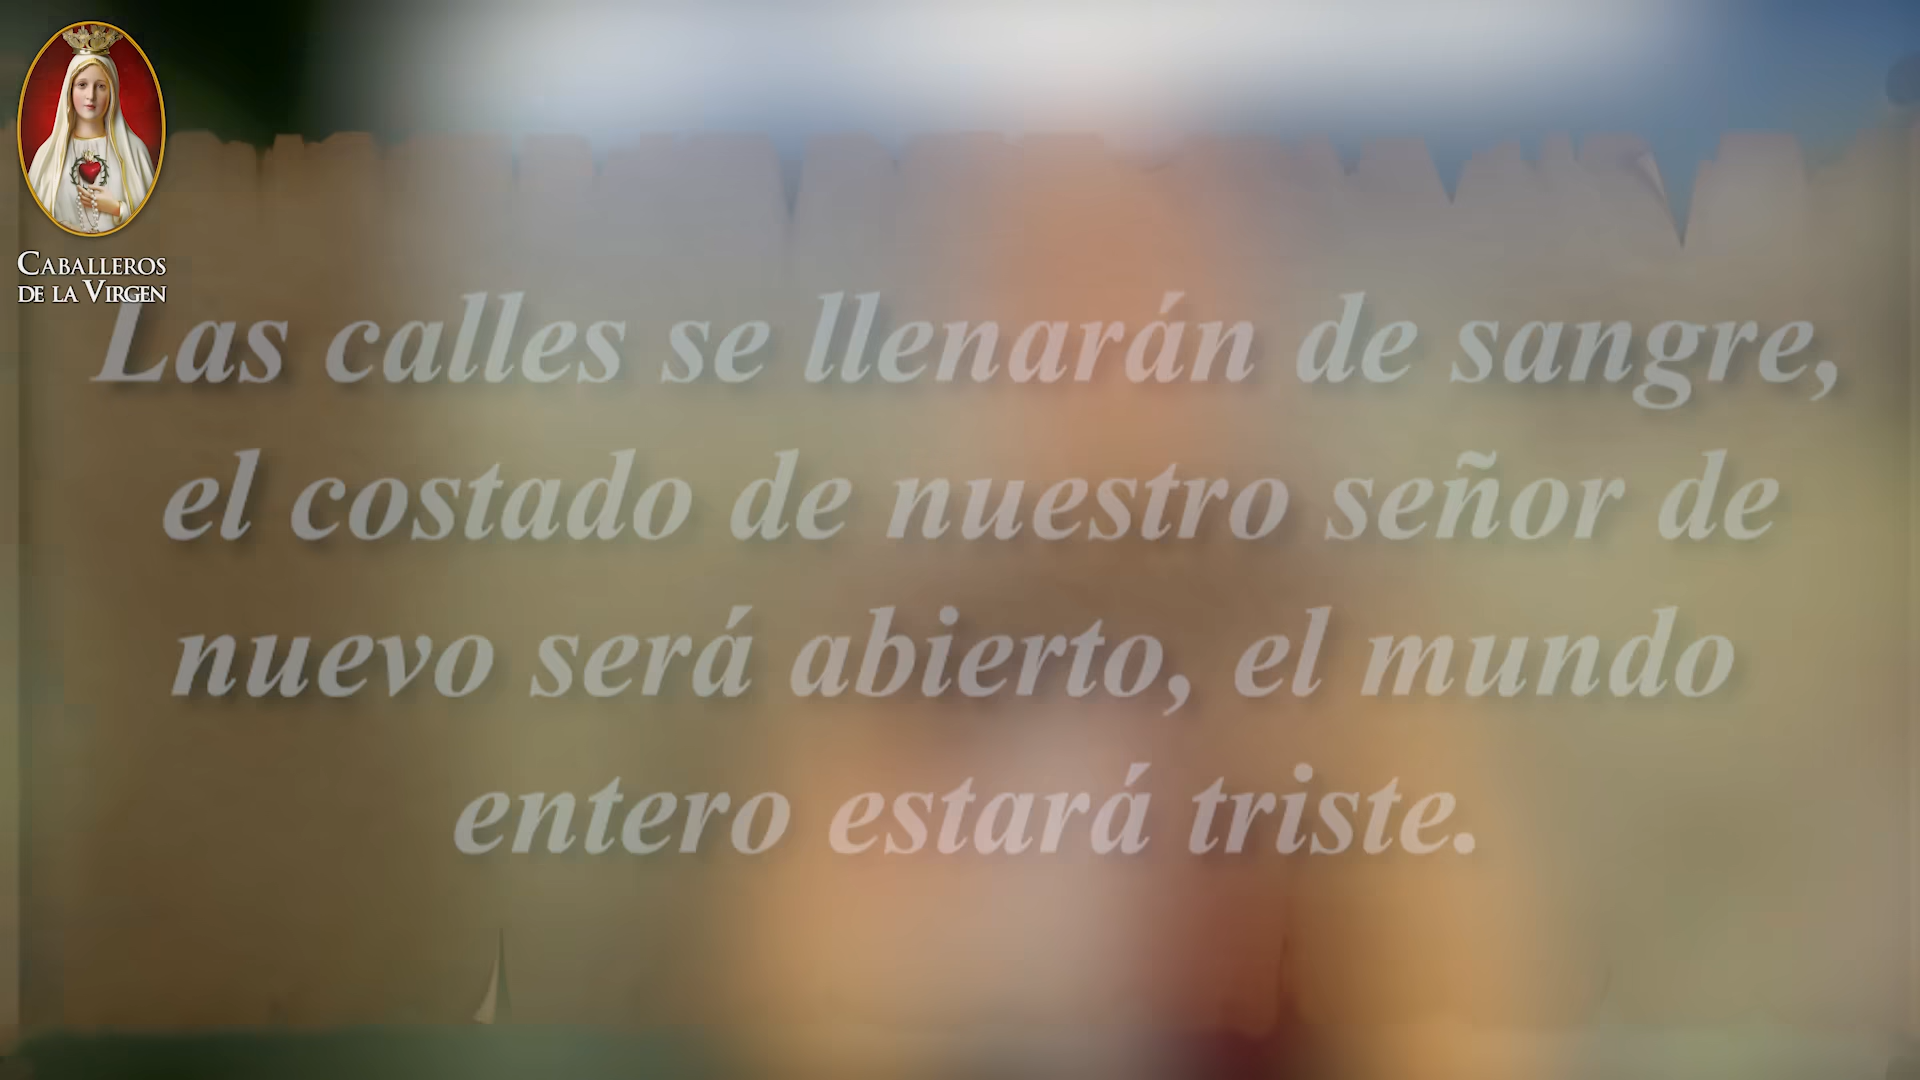 CABALLEROS
DE LA VIRGEN
Las calles se llenarán de sangre,
el costado de nuestro señor de
nuevo será abierto, el mundo
entero estará triste.